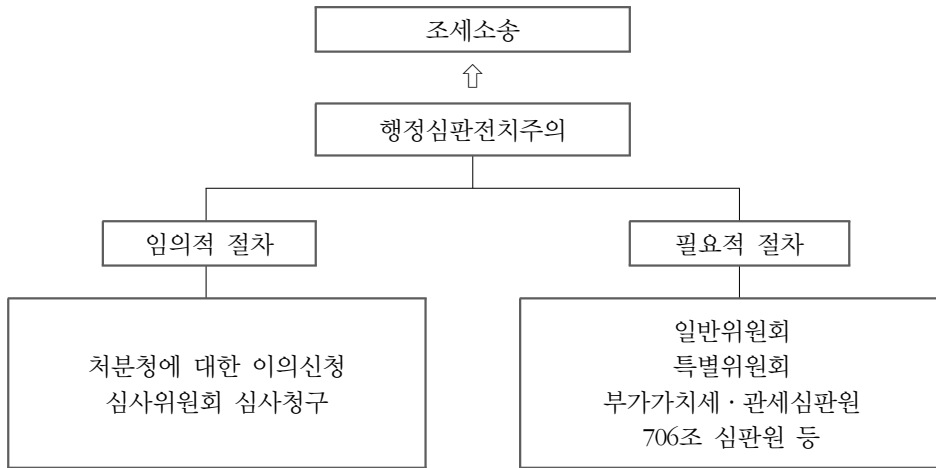 조세소송
행정심판전치주의
임의적 절차
필요적 절차
처분청에 대한 이의신청
심사위원회 심사청구
일반위원회
특별위원회
부가가치세·관세심판원
706조 심판원 등